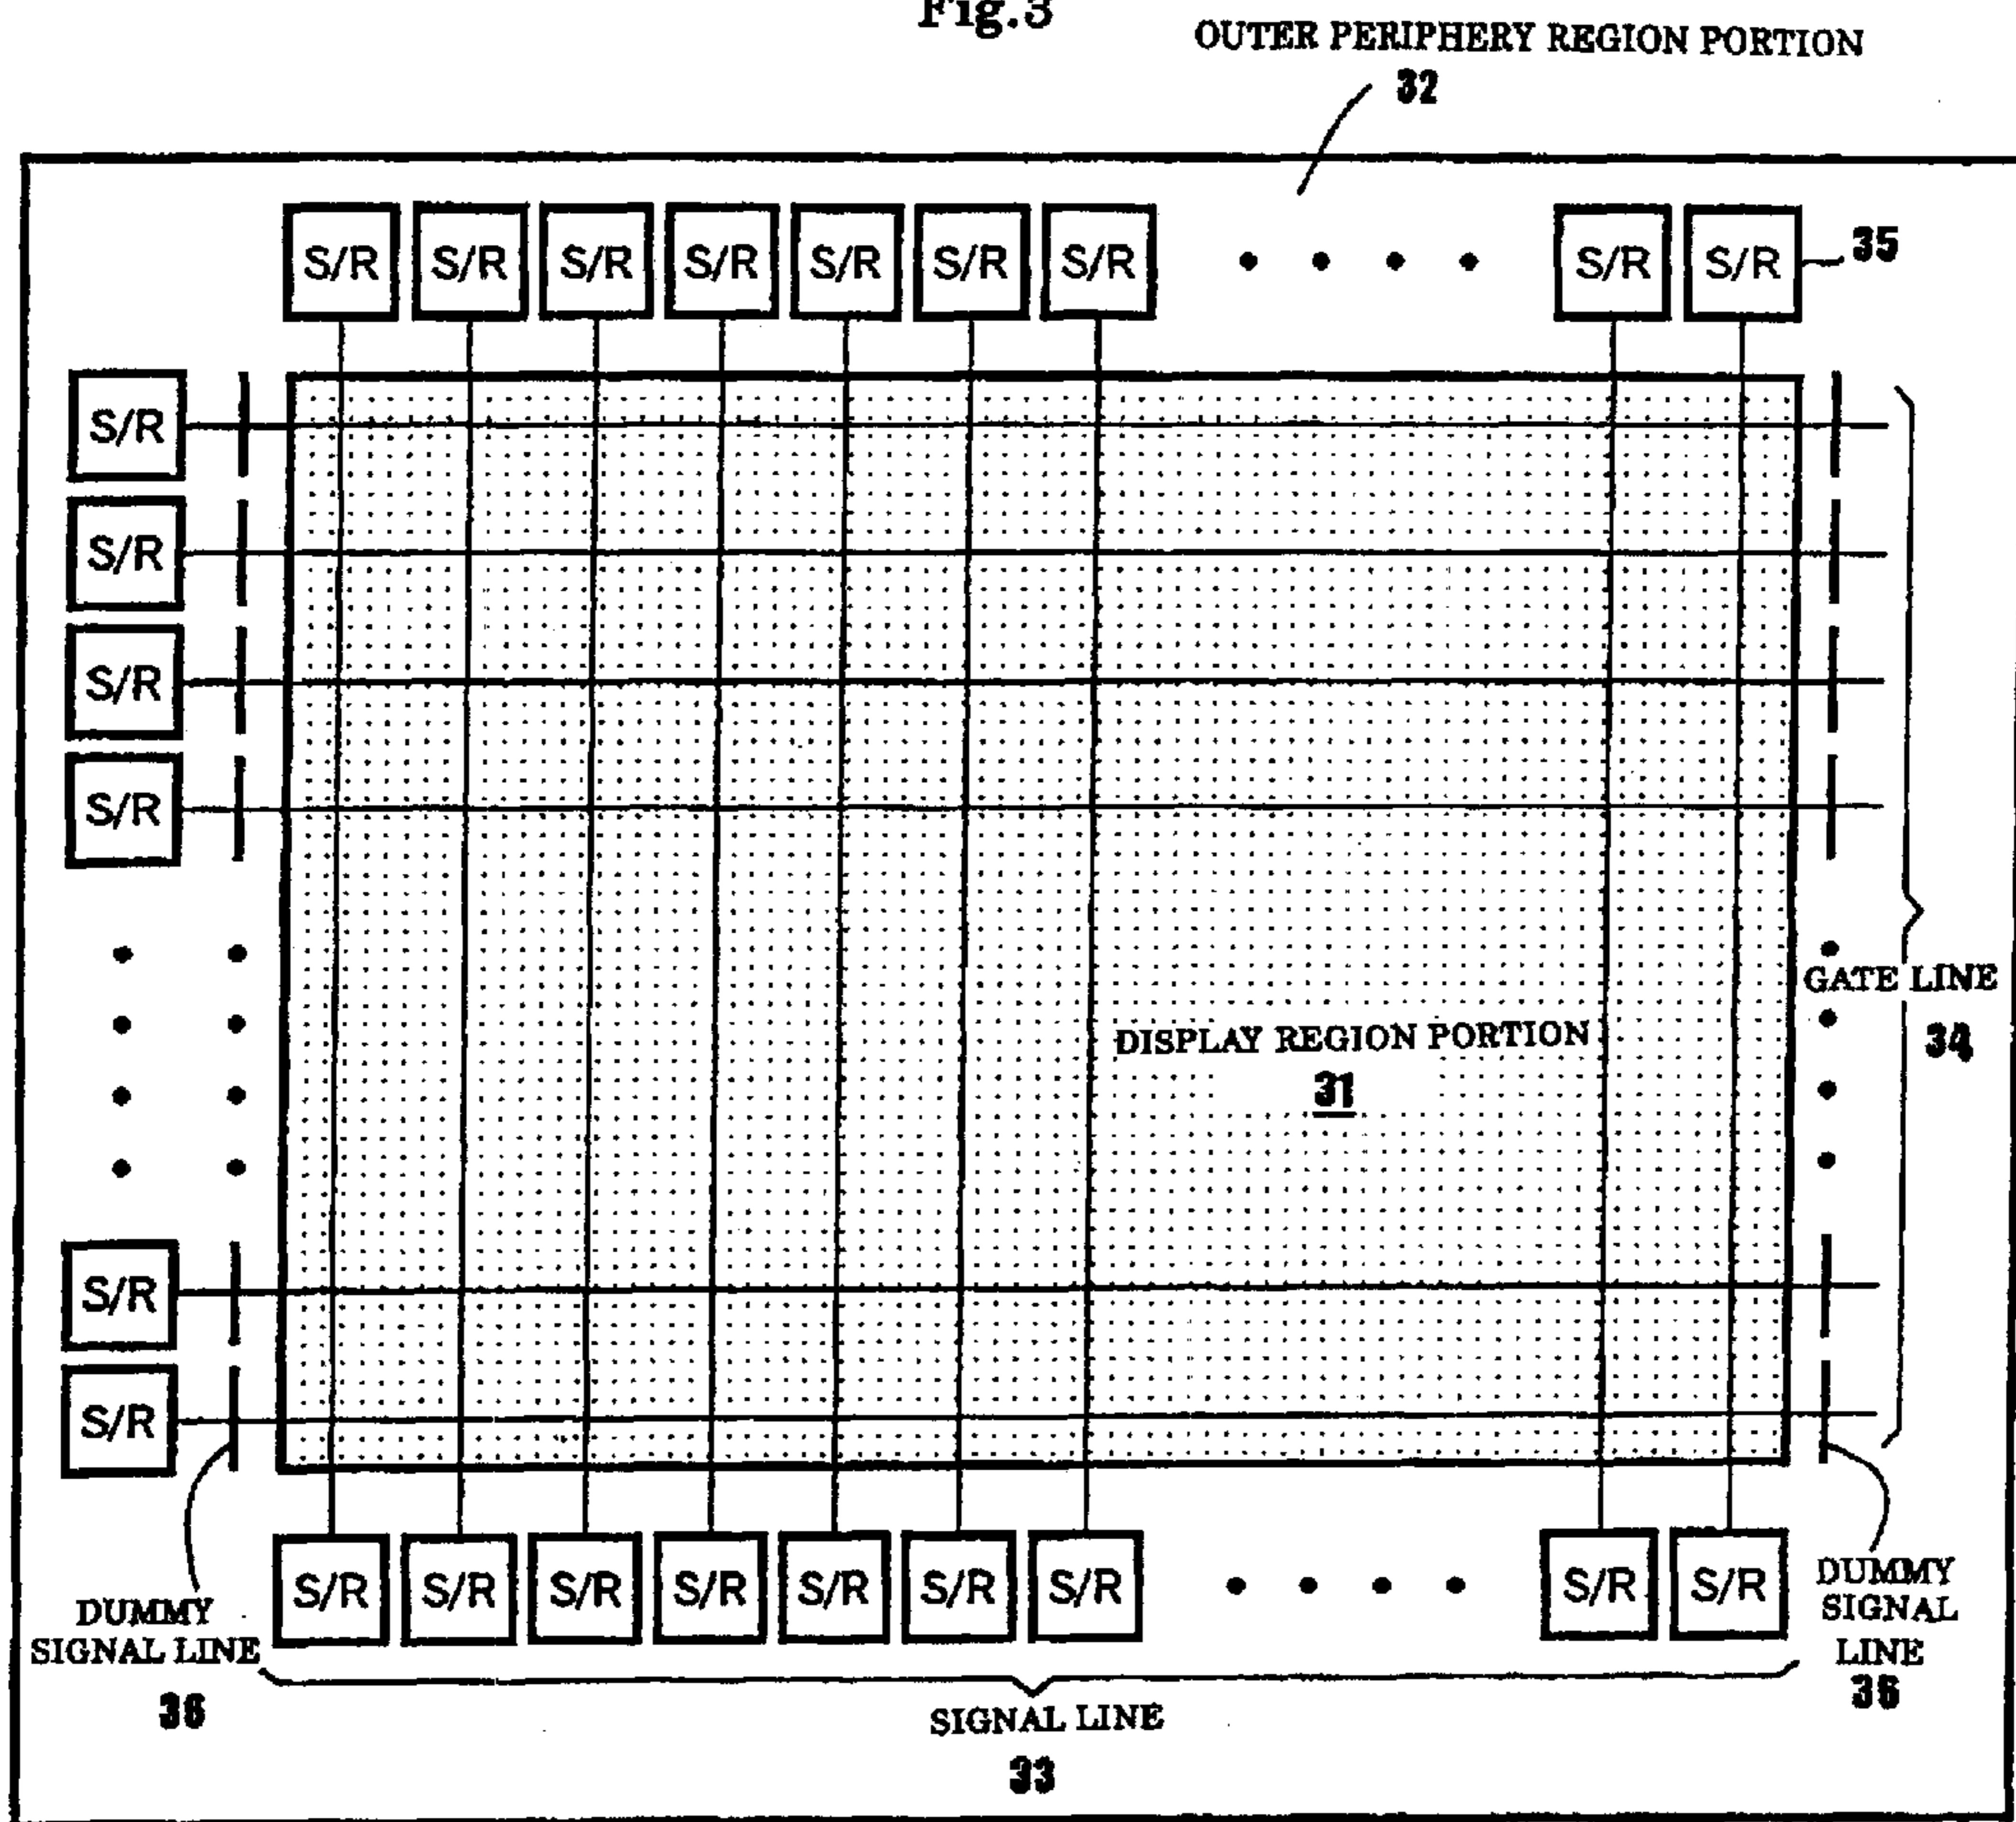 Fig.3
OUTER PERIPHERY REGION PORTION
32
S/R S/R S/R S/R S/R S/R S/R S/R S/R
35
S/R
S/R
S/R
S/R
GATE LINE
34
DISPLAY REGION PORTION
31
S/R
S/R
S/R S/R S/R S/R S/R S/R S/R S/R S/R
DUMMY
SIGNAL LINE
36
DUMMY
SIGNAL
LINE
36
SIGNAL LINE
33